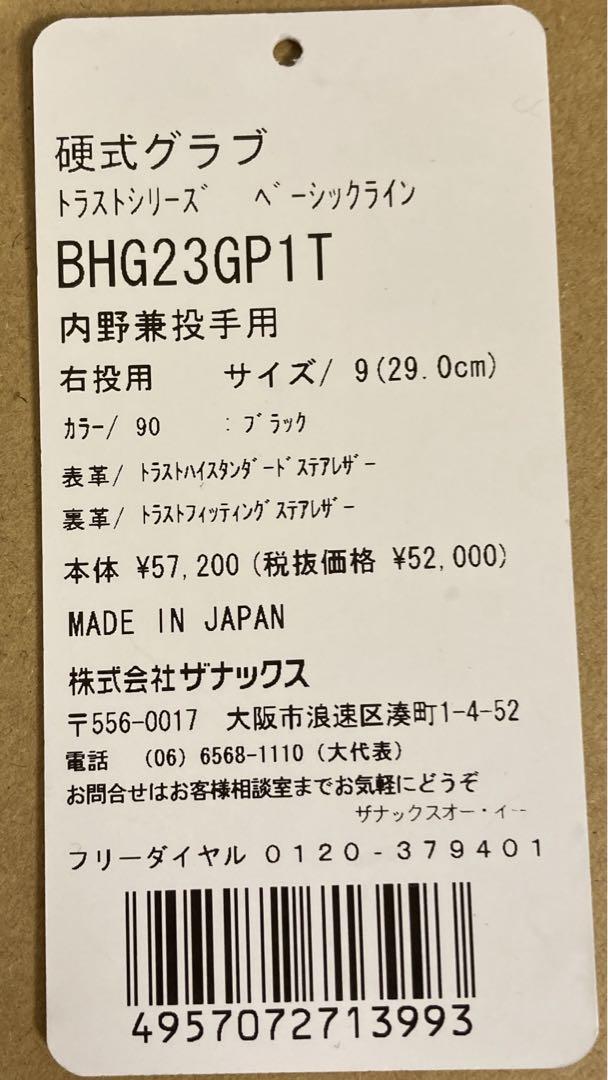 硬式グラブ
ﾄﾗｽﾄｼﾘｰｽﾞ ﾍﾞｰｼｯｸﾗｲﾝ
BHG23GP1T
内野兼投手用
右投用 サイズ/ 9(29.0cm)
ｶﾗｰ/ 90 :ﾌﾞﾗｯｸ
表革/ ﾄﾗｽﾄﾊｲｽﾀﾝﾀﾞｰﾄﾞｽﾃｱﾚｻﾞｰ
裏革/ ﾄﾗｽﾄﾌｨｯﾃｨﾝｸﾞｽﾃｱﾚｻﾞｰ
本体 ¥57,200 (税抜価格 ¥52,000)
MADE IN JAPAN
株式会社ザナックス
〒556-0017 大阪市浪速区湊町1-4-52
電話 (06) 6568-1110 (大代表)
お問合せはお客様相談室までお気軽にどうぞ
ザナックスオー・イー
フリーダイヤル 0120-379401
4957072713993